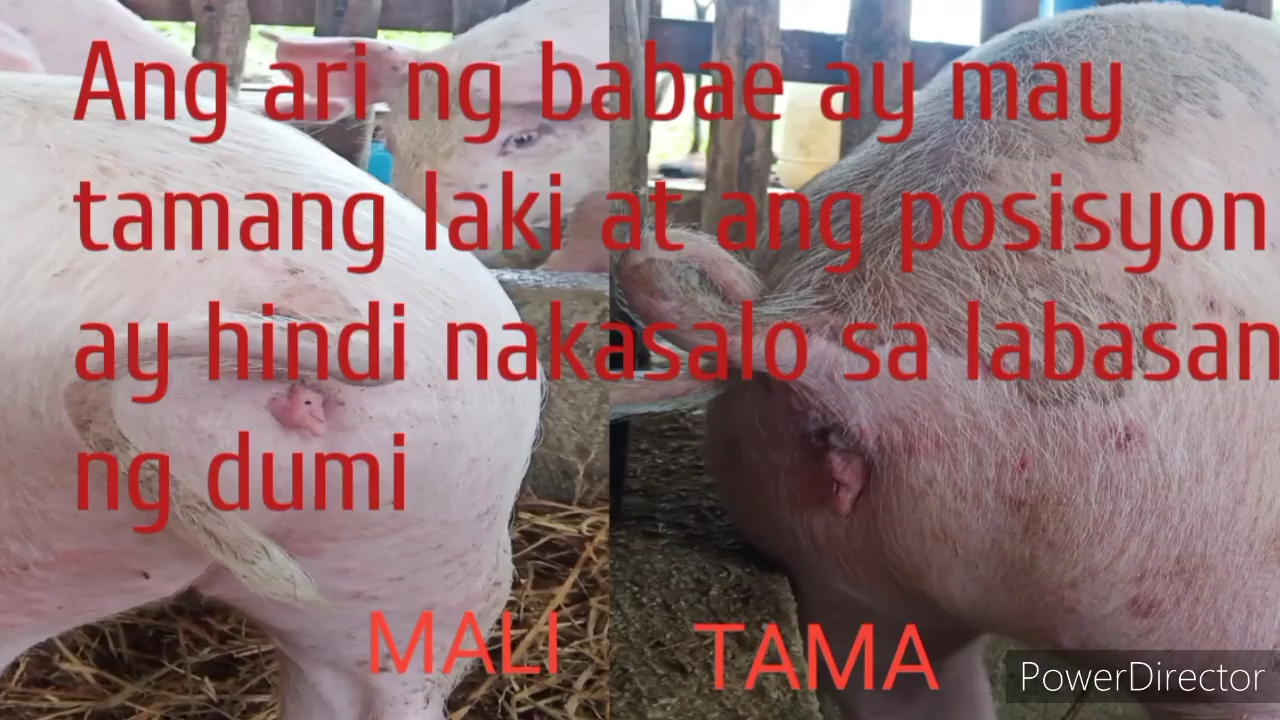 Ang ari ng babae ay may
tamang laki at ang posisyon
ay hindi nakasalo sa labasan
ng dumi
MALI
TAMA
PowerDirector